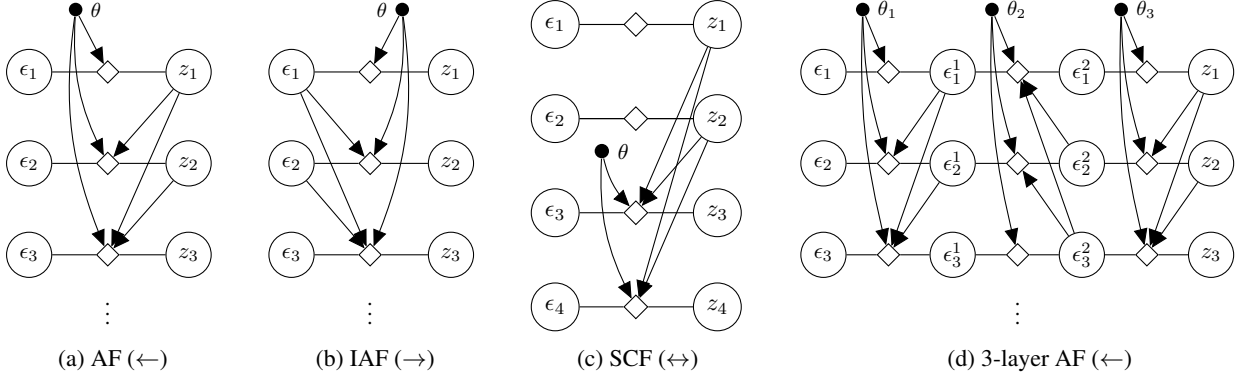 θ θ ϵ₁ z₁ θ₁ θ₂ θ₃
ϵ₁ z₁ ϵ₁ z₁ ϵ₁ ϵ₁¹ ϵ₁² z₁
ϵ₂ z₂
θ
ϵ₂ z₂ ϵ₂ z₂ ϵ₂ ϵ₂¹ ϵ₂² z₂
ϵ₃ z₃
ϵ₃ z₃ ϵ₃ z₃ ϵ₃ ϵ₃¹ ϵ₃² z₃
ϵ₄ z₄
⋮ ⋮ ⋮
(a) AF (←) (b) IAF (→) (c) SCF (↔) (d) 3-layer AF (←)